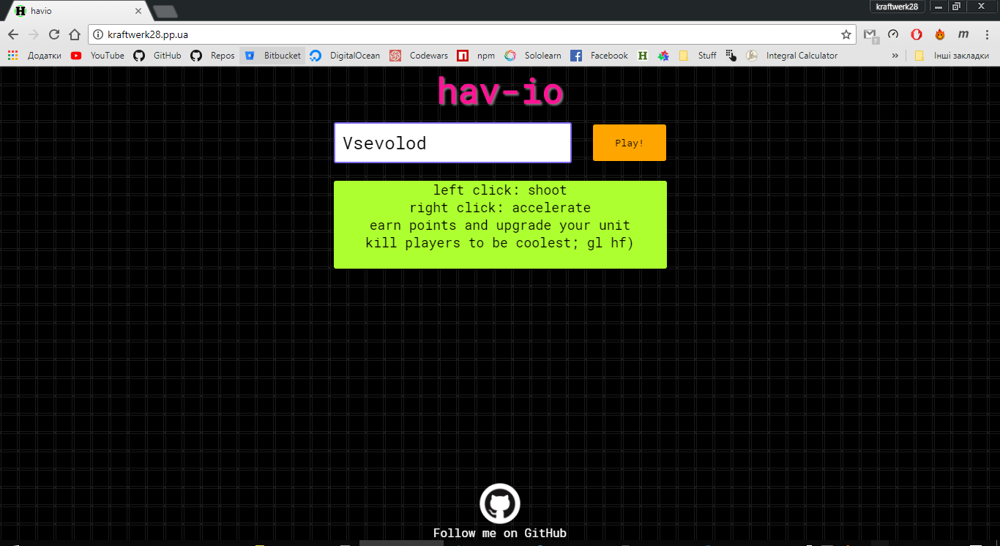 havio
kraftwerk28
kraftwerk28.pp.ua
Додатки YouTube GitHub Repos Bitbucket DigitalOcean Codewars npm Sololearn Facebook H Stuff Integral Calculator » Інші закладки
hav-io
Vsevolod
Play!
left click: shoot
right click: accelerate
earn points and upgrade your unit
kill players to be coolest; gl hf)
Follow me on GitHub